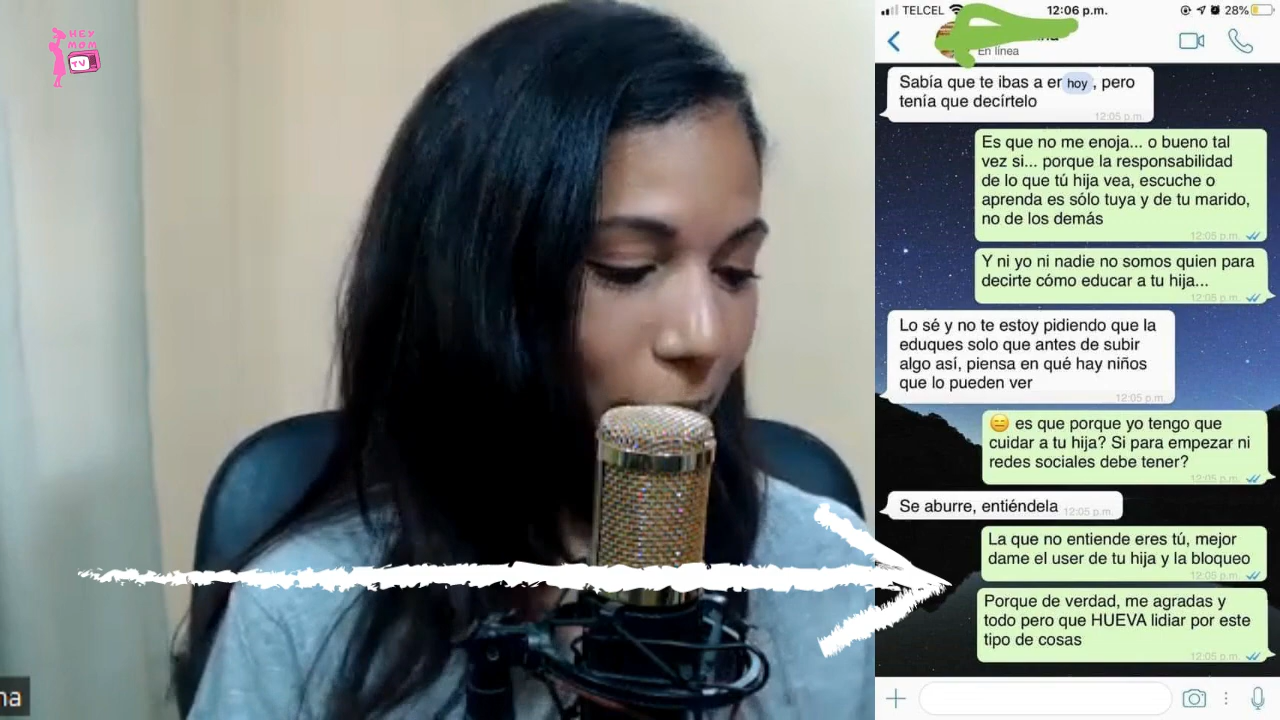 HEY
MOM
TV
na
TELCEL
12:06 p.m.
28%
En línea
Sabía que te ibas a en hoy, pero
tenía que decírtelo
12:05 p.m.
Es que no me enoja... o bueno tal
vez si... porque la responsabilidad
de lo que tú hija vea, escuche o
aprenda es sólo tuya y de tu marido,
no de los demás
12:05 p.m.
Y ni yo ni nadie no somos quien para
decirte cómo educar a tu hija...
12:05 p.m.
Lo sé y no te estoy pidiendo que la
eduques solo que antes de subir
algo así, piensa en qué hay niños
que lo pueden ver
12:05 p.m.
😑 es que porque yo tengo que
cuidar a tu hija? Si para empezar ni
redes sociales debe tener?
12:05 p.m.
Se aburre, entiéndela
12:05 p.m.
La que no entiende eres tú, mejor
dame el user de tu hija y la bloqueo
12:05 p.m.
Porque de verdad, me agradas y
todo pero que HUEVA lidiar por este
tipo de cosas
12:05 p.m.